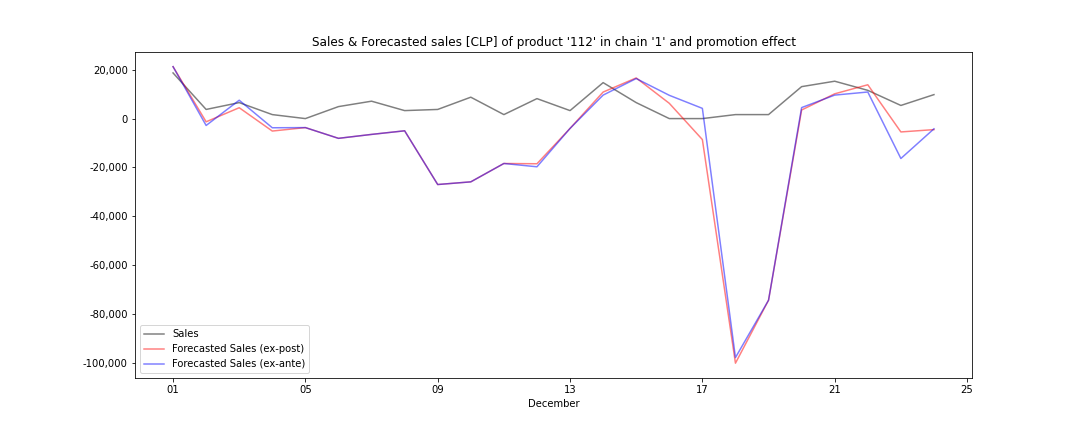 Sales & Forecasted sales [CLP] of product '112' in chain '1' and promotion effect
20,000
0
-20,000
-40,000
-60,000
-80,000
-100,000
Sales
Forecasted Sales (ex-post)
Forecasted Sales (ex-ante)
01 05 09 13 17 21 25
December